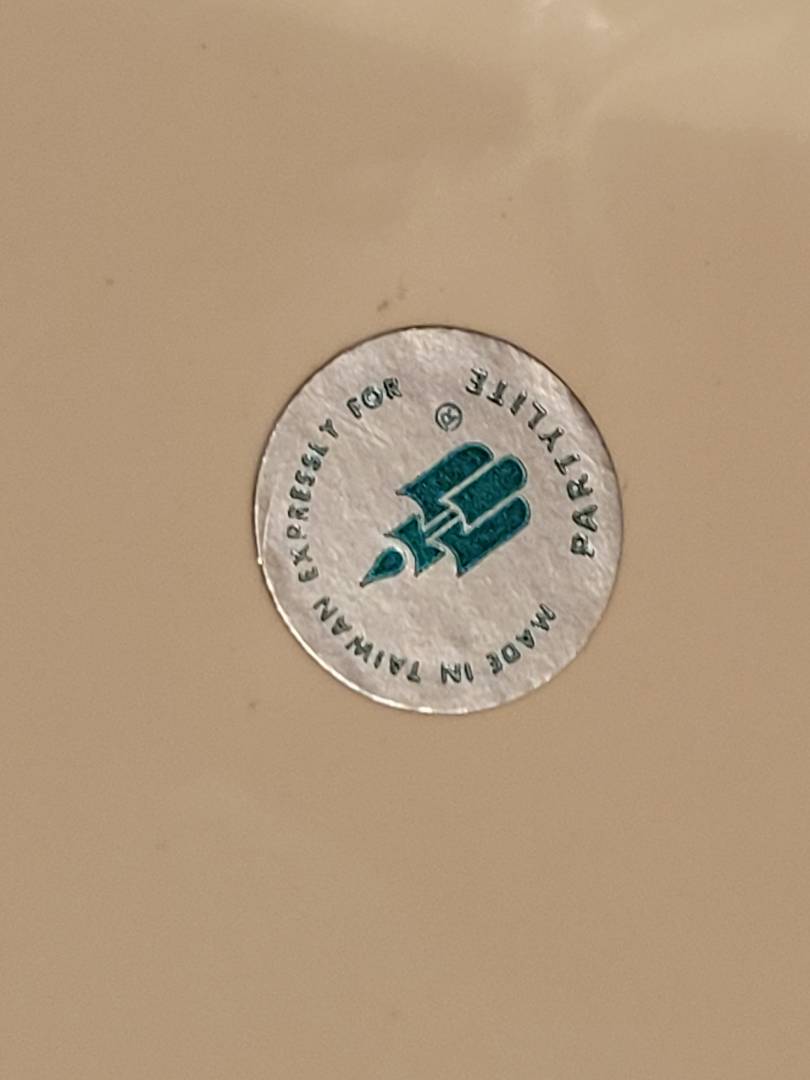 MADE IN TAIWAN EXPRESSLY FOR
PARTYLITE
®